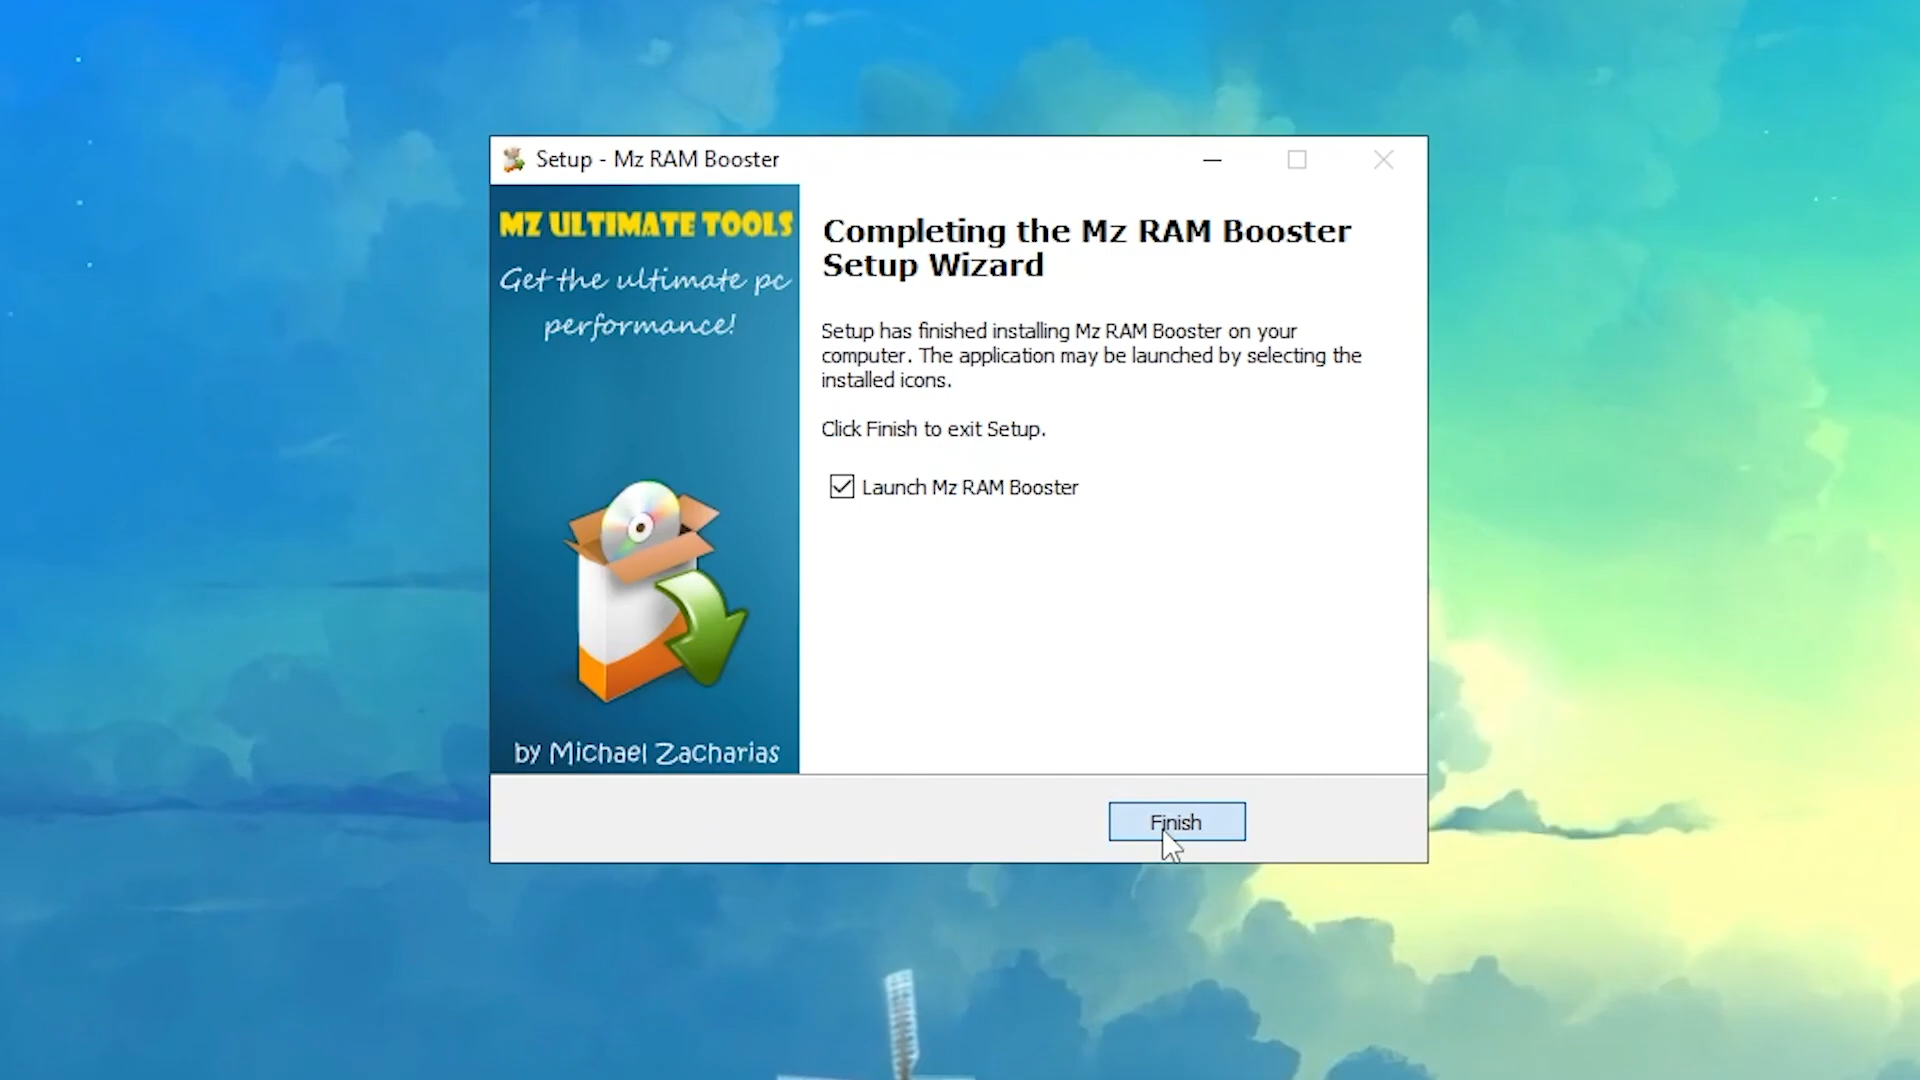 Setup - Mz RAM Booster
MZ ULTIMATE TOOLS
Get the ultimate pc
performance!
by Michael Zacharias
Completing the Mz RAM Booster
Setup Wizard
Setup has finished installing Mz RAM Booster on your
computer. The application may be launched by selecting the
installed icons.
Click Finish to exit Setup.
Launch Mz RAM Booster
Finish